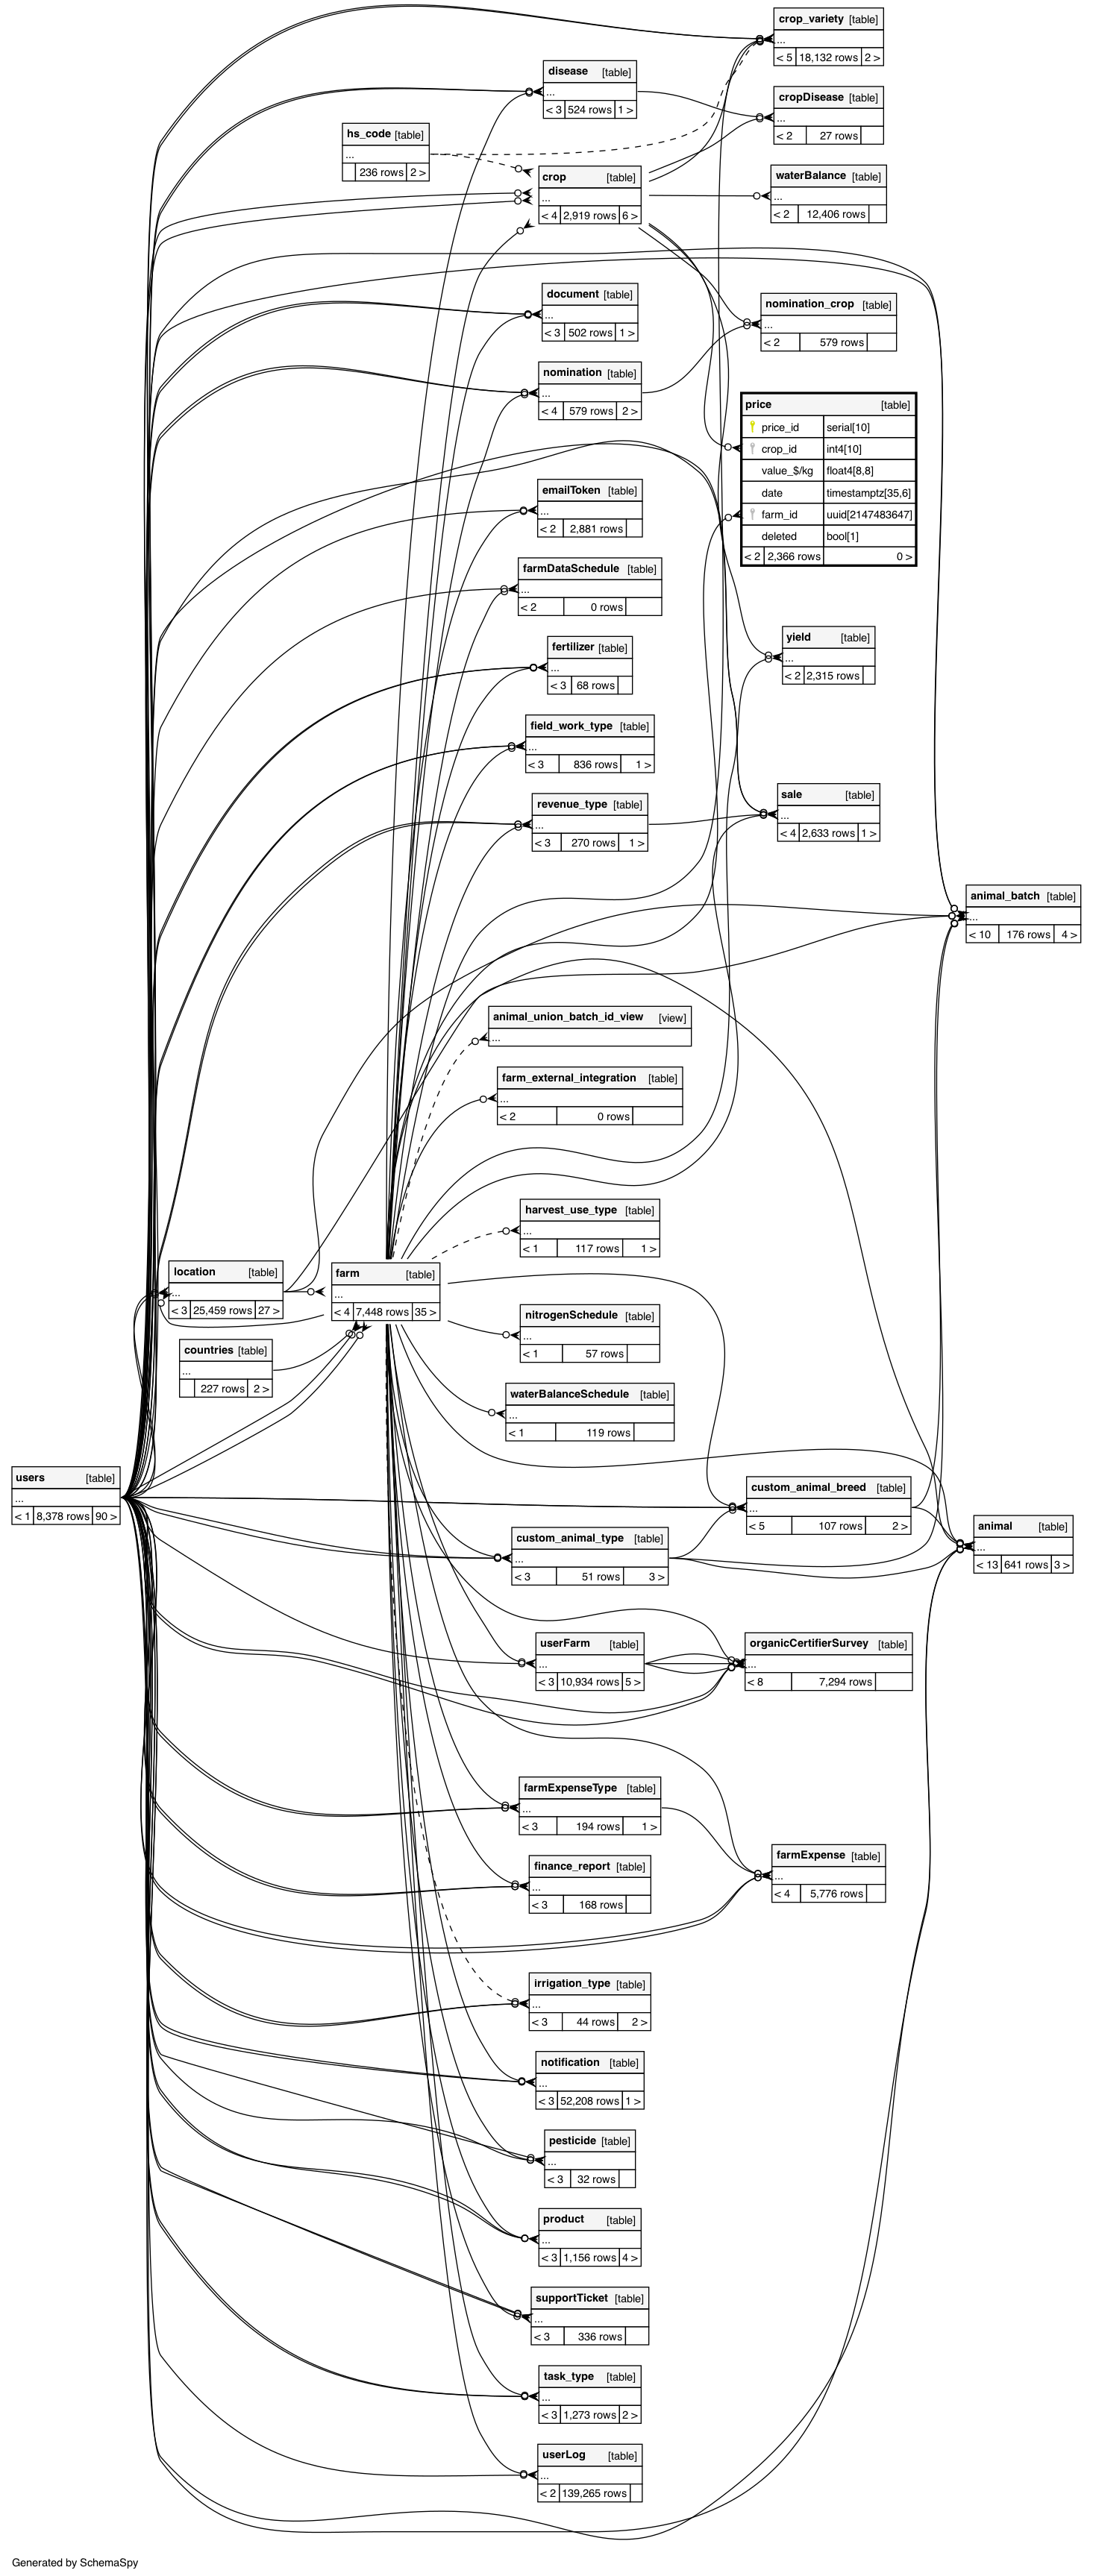 crop_variety [table]
...
< 5 18,132 rows 2 >
disease [table]
...
< 3 524 rows 1 >
cropDisease [table]
...
< 2 27 rows
hs_code [table]
...
236 rows 2 >
crop [table]
...
< 4 2,919 rows 6 >
waterBalance [table]
...
< 2 12,406 rows
document [table]
...
< 3 502 rows 1 >
nomination_crop [table]
...
< 2 579 rows
nomination [table]
...
< 4 579 rows 2 >
price [table]
price_id serial[10]
crop_id int4[10]
value_$/kg float4[8,8]
date timestamptz[35,6]
farm_id uuid[2147483647]
deleted bool[1]
< 2 2,366 rows 0 >
emailToken [table]
...
< 2 2,881 rows
farmDataSchedule [table]
...
< 2 0 rows
fertilizer [table]
...
< 3 68 rows
yield [table]
...
< 2 2,315 rows
field_work_type [table]
...
< 3 836 rows 1 >
revenue_type [table]
...
< 3 270 rows 1 >
sale [table]
...
< 4 2,633 rows 1 >
animal_batch [table]
...
< 10 176 rows 4 >
animal_union_batch_id_view [view]
...
farm_external_integration [table]
...
< 2 0 rows
harvest_use_type [table]
...
< 1 117 rows 1 >
location [table]
...
< 3 25,459 rows 27 >
farm [table]
...
< 4 7,448 rows 35 >
nitrogenSchedule [table]
...
< 1 57 rows
countries [table]
...
227 rows 2 >
waterBalanceSchedule [table]
...
< 1 119 rows
users [table]
...
< 1 8,378 rows 90 >
custom_animal_breed [table]
...
< 5 107 rows 2 >
custom_animal_type [table]
...
< 3 51 rows 3 >
animal [table]
...
< 13 641 rows 3 >
userFarm [table]
...
< 3 10,934 rows 5 >
organicCertifierSurvey [table]
...
< 8 7,294 rows
farmExpenseType [table]
...
< 3 194 rows 1 >
farmExpense [table]
...
< 4 5,776 rows
finance_report [table]
...
< 3 168 rows
irrigation_type [table]
...
< 3 44 rows 2 >
notification [table]
...
< 3 52,208 rows 1 >
pesticide [table]
...
< 3 32 rows
product [table]
...
< 3 1,156 rows 4 >
supportTicket [table]
...
< 3 336 rows
task_type [table]
...
< 3 1,273 rows 2 >
userLog [table]
...
< 2 139,265 rows
Generated by SchemaSpy